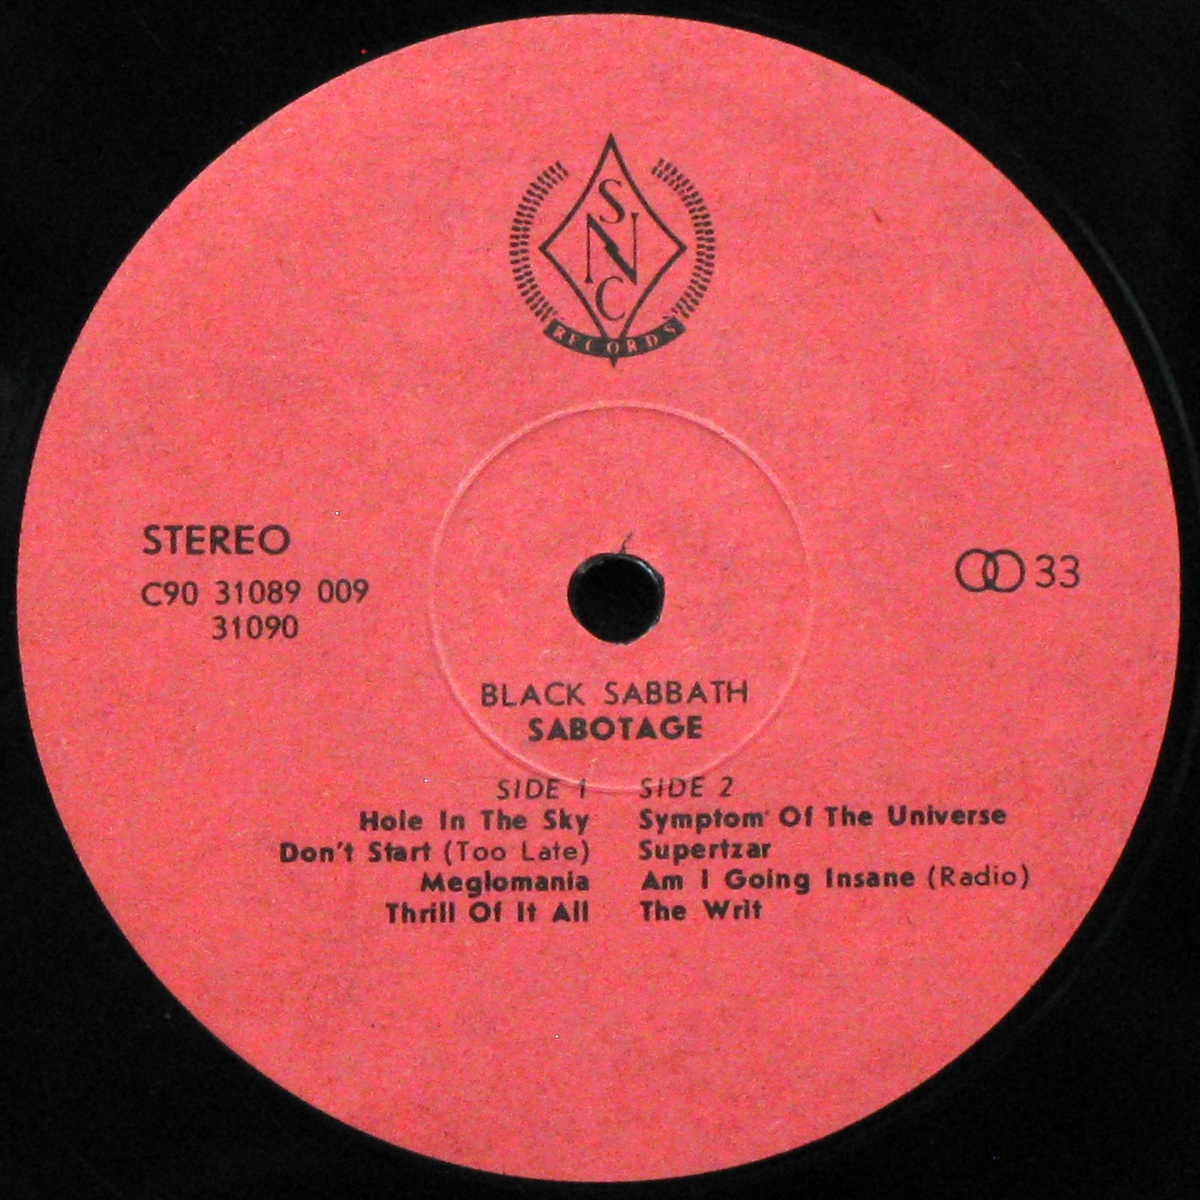 S
N
C
RECORDS
STEREO
C90 31089 009
31090
33
BLACK SABBATH
SABOTAGE
SIDE 1
Hole In The Sky
Don't Start (Too Late)
Meglomania
Thrill Of It All
SIDE 2
Symptom Of The Universe
Supertzar
Am I Going Insane (Radio)
The Writ